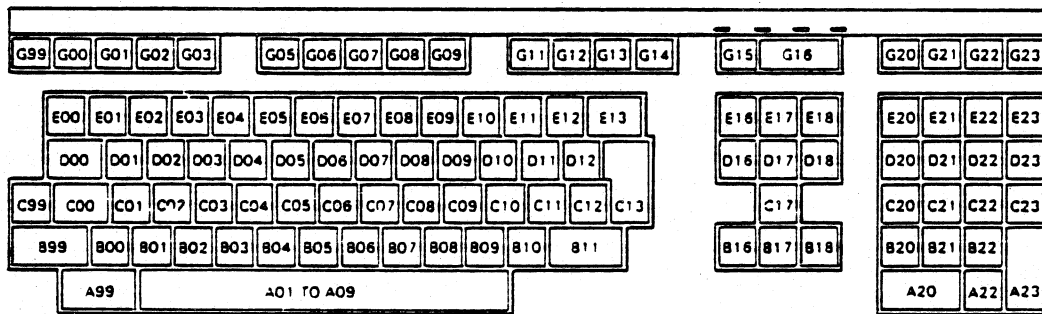 G99 G00 G01 G02 G03 G05 G06 G07 G08 G09 G11 G12 G13 G14 G15 G16 G20 G21 G22 G23
E00 E01 E02 E03 E04 E05 E06 E07 E08 E09 E10 E11 E12 E13 E16 E17 E18 E20 E21 E22 E23
D00 D01 D02 D03 D04 D05 D06 D07 D08 D09 D10 D11 D12 D16 D17 D18 D20 D21 D22 D23
C99 C00 C01 C02 C03 C04 C05 C06 C07 C08 C09 C10 C11 C12 C13 C17 C20 C21 C22 C23
B99 B00 B01 B02 B03 B04 B05 B06 B07 B08 B09 B10 B11 B16 B17 B18 B20 B21 B22
A99 A01 TO A09 A20 A22 A23